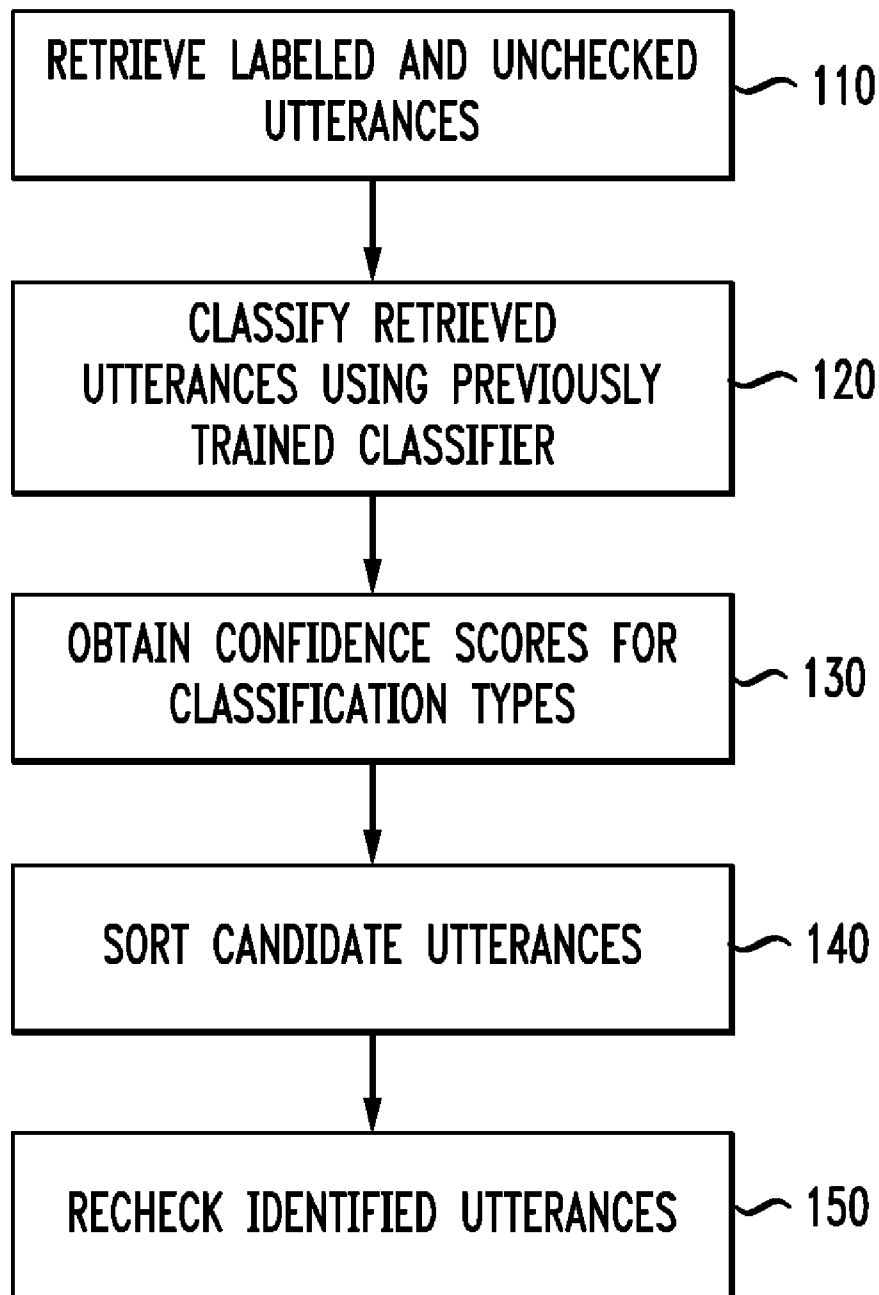 RETRIEVE LABELED AND UNCHECKED
UTTERANCES
110
CLASSIFY RETRIEVED
UTTERANCES USING PREVIOUSLY
TRAINED CLASSIFIER
120
OBTAIN CONFIDENCE SCORES FOR
CLASSIFICATION TYPES
130
SORT CANDIDATE UTTERANCES
140
RECHECK IDENTIFIED UTTERANCES
150